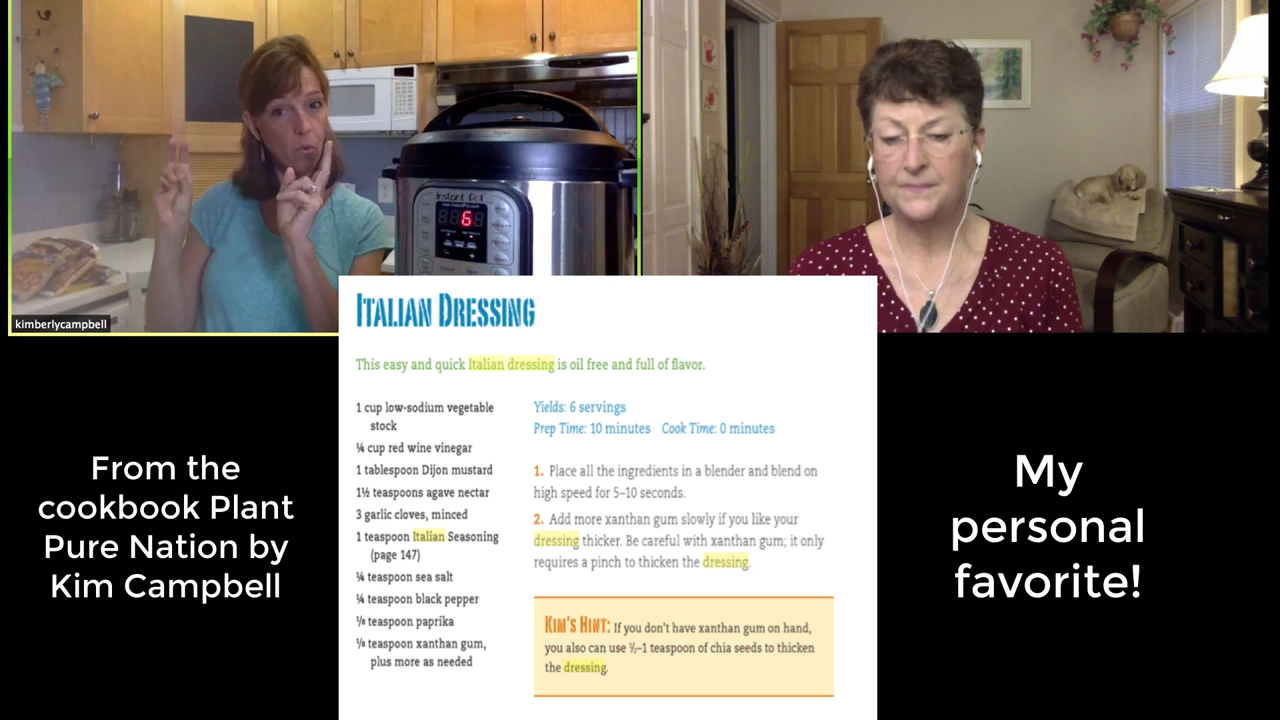 Instant Pot
6
kimberlycampbell
ITALIAN DRESSING
This easy and quick Italian dressing is oil free and full of flavor.
1 cup low-sodium vegetable
stock
¼ cup red wine vinegar
1 tablespoon Dijon mustard
1½ teaspoons agave nectar
3 garlic cloves, minced
1 teaspoon Italian Seasoning
(page 147)
¼ teaspoon sea salt
¼ teaspoon black pepper
⅛ teaspoon paprika
⅛ teaspoon xanthan gum,
plus more as needed
Yields: 6 servings
Prep Time: 10 minutes Cook Time: 0 minutes
1. Place all the ingredients in a blender and blend on
high speed for 5–10 seconds.
2. Add more xanthan gum slowly if you like your
dressing thicker. Be careful with xanthan gum; it only
requires a pinch to thicken the dressing.
KIM'S HINT: If you don't have xanthan gum on hand,
you also can use ½–1 teaspoon of chia seeds to thicken
the dressing.
From the
cookbook Plant
Pure Nation by
Kim Campbell
My
personal
favorite!